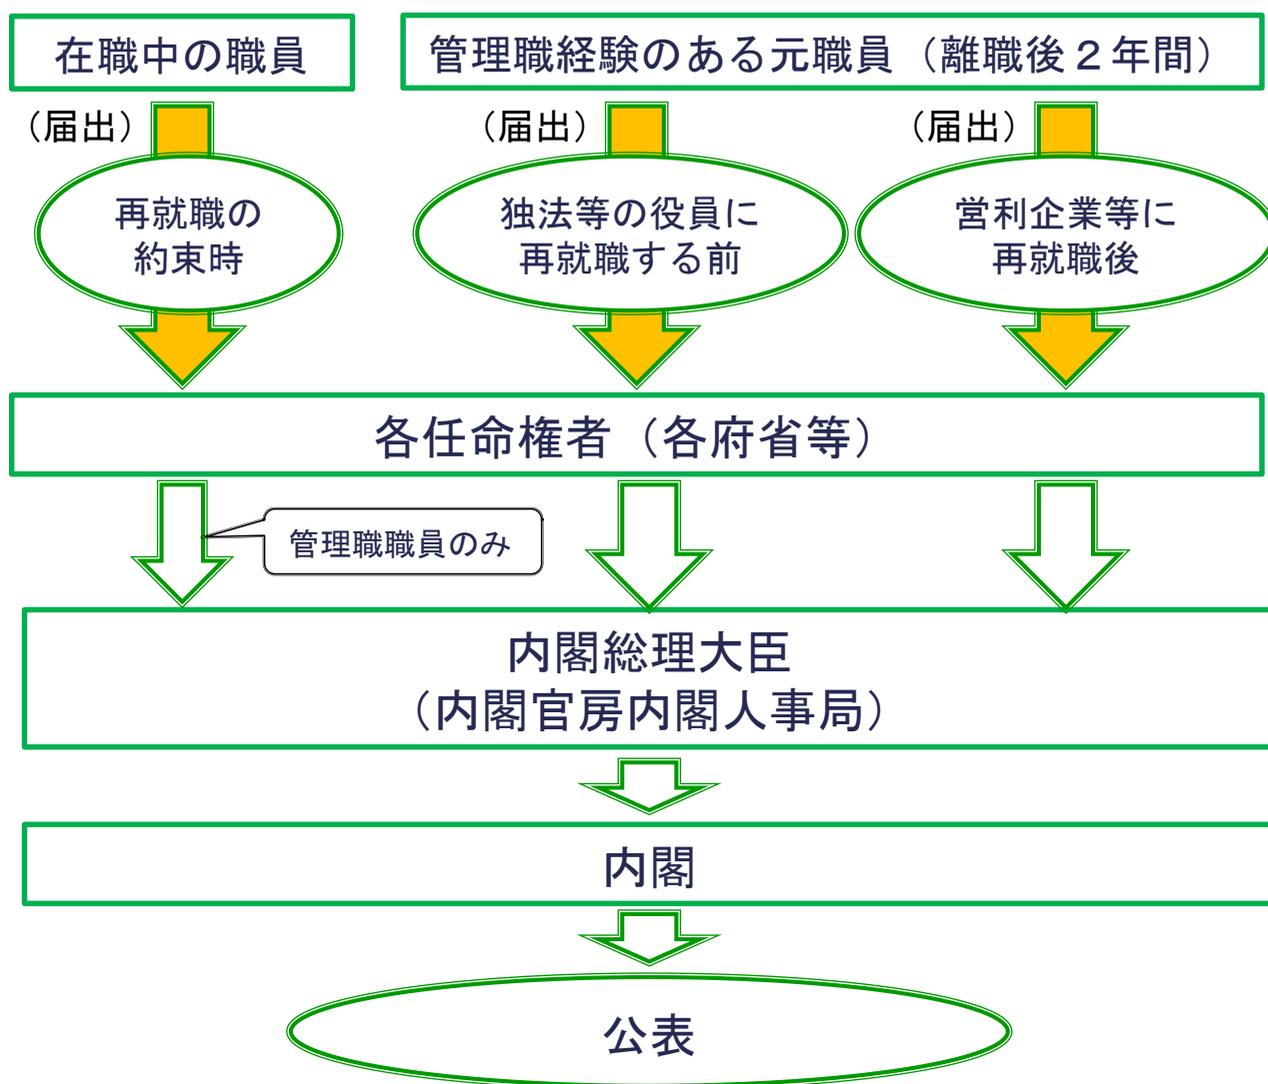 在職中の職員
管理職経験のある元職員（離職後２年間）
（届出）
（届出）
（届出）
再就職の
約束時
独法等の役員に
再就職する前
営利企業等に
再就職後
各任命権者（各府省等）
管理職職員のみ
内閣総理大臣
（内閣官房内閣人事局）
内閣
公表